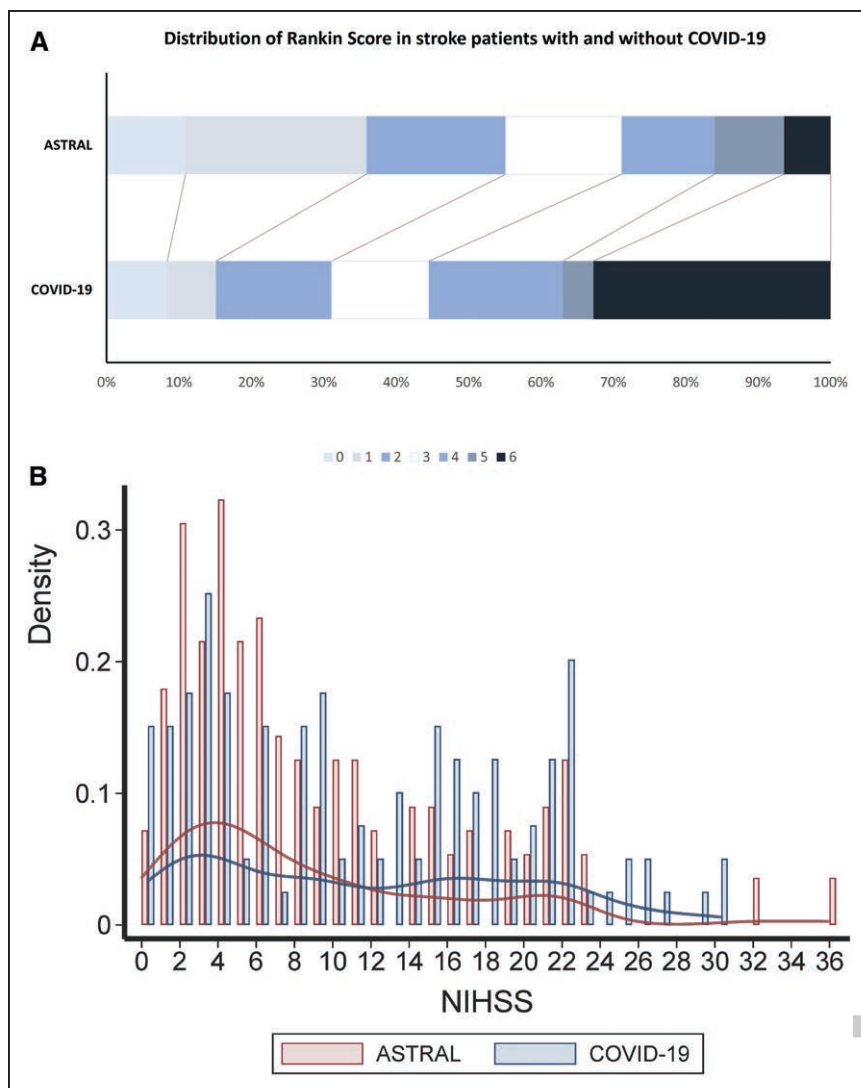 A
Distribution of Rankin Score in stroke patients with and without COVID-19
ASTRAL
COVID-19
0% 10% 20% 30% 40% 50% 60% 70% 80% 90% 100%
0 1 2 3 4 5 6
B
Density
0.3
0.2
0.1
0
0 2 4 6 8 10 12 14 16 18 20 22 24 26 28 30 32 34 36
NIHSS
ASTRAL COVID-19